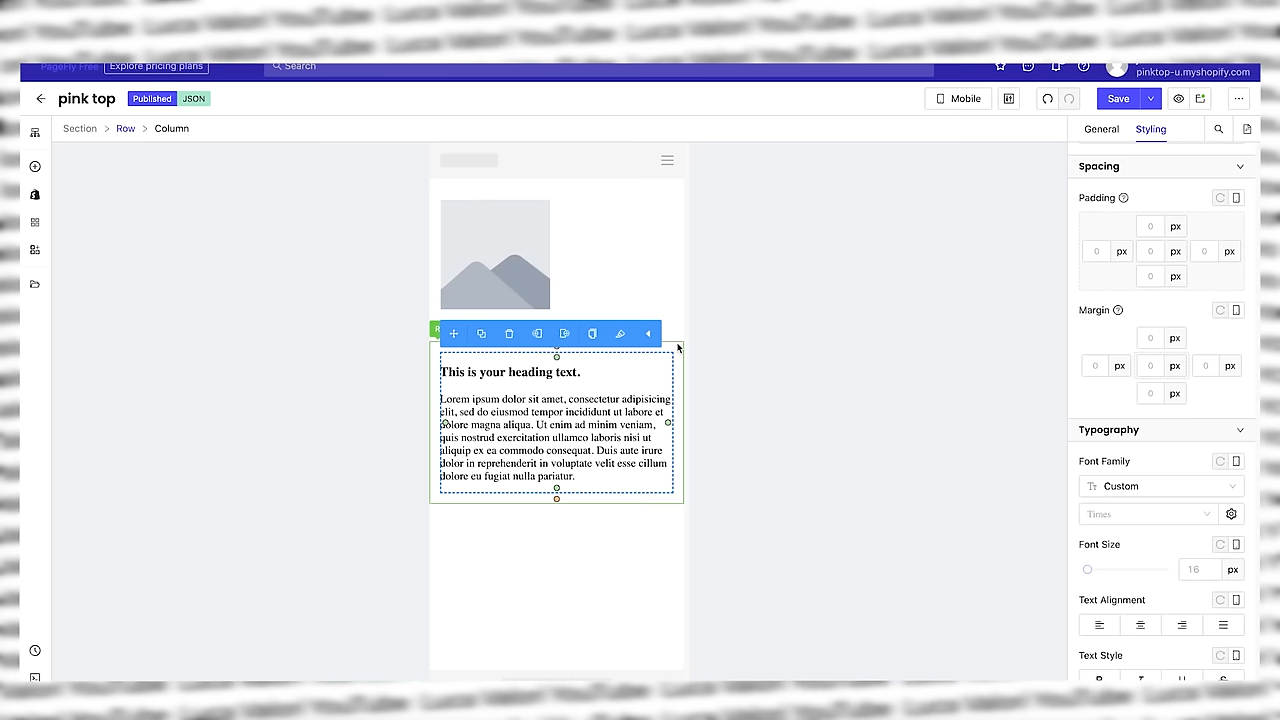 PageFly Free Explore pricing plans Search
pinktop-u.myshopify.com
pink top Published JSON Mobile Save
Section > Row > Column General Styling
Spacing
Padding
0 px
0 px 0 px 0 px
0 px
Margin
0 px
0 px 0 px 0 px
0 px
This is your heading text.
Lorem ipsum dolor sit amet, consectetur adipisicing
elit, sed do eiusmod tempor incididunt ut labore et
dolore magna aliqua. Ut enim ad minim veniam,
quis nostrud exercitation ullamco laboris nisi ut
aliquip ex ea commodo consequat. Duis aute irure
dolor in reprehenderit in voluptate velit esse cillum
dolore eu fugiat nulla pariatur.
Typography
Font Family
Custom
Times
Font Size
16 px
Text Alignment
Text Style